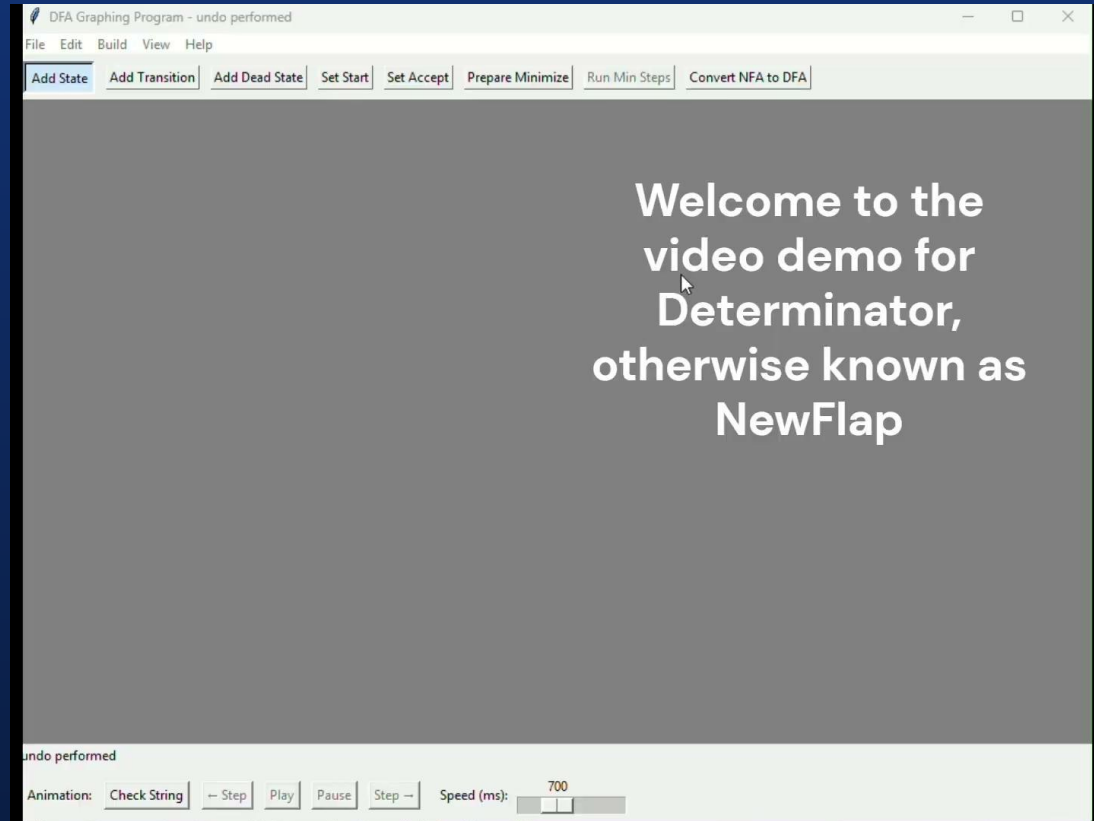 DFA Graphing Program - undo performed
File Edit Build View Help
Add State Add Transition Add Dead State Set Start Set Accept Prepare Minimize Run Min Steps Convert NFA to DFA
Welcome to the
video demo for
Determinator,
otherwise known as
NewFlap
undo performed
700
Animation: Check String ← Step Play Pause Step → Speed (ms):